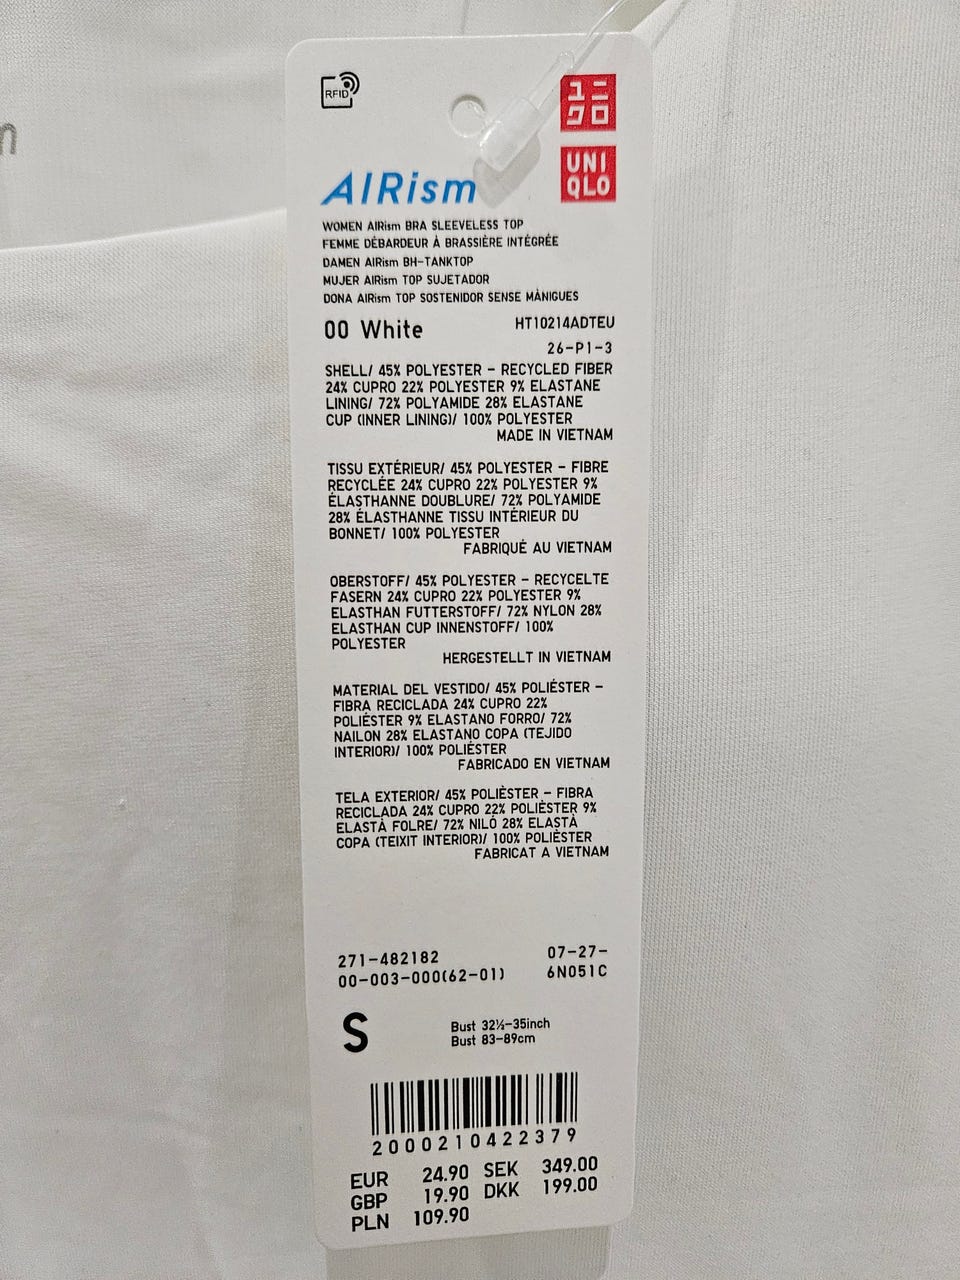 m
RFID
ユニ
クロ
UNI
QLO
AIRism
WOMEN AIRism BRA SLEEVELESS TOP
FEMME DÉBARDEUR À BRASSIÈRE INTÉGRÉE
DAMEN AIRism BH-TANKTOP
MUJER AIRism TOP SUJETADOR
DONA AIRism TOP SOSTENIDOR SENSE MÀNIGUES
00 White HT10214ADTEU
26-P1-3
SHELL/ 45% POLYESTER - RECYCLED FIBER
24% CUPRO 22% POLYESTER 9% ELASTANE
LINING/ 72% POLYAMIDE 28% ELASTANE
CUP (INNER LINING)/ 100% POLYESTER
MADE IN VIETNAM
TISSU EXTÉRIEUR/ 45% POLYESTER - FIBRE
RECYCLÉE 24% CUPRO 22% POLYESTER 9%
ÉLASTHANNE DOUBLURE/ 72% POLYAMIDE
28% ÉLASTHANNE TISSU INTÉRIEUR DU
BONNET/ 100% POLYESTER
FABRIQUÉ AU VIETNAM
OBERSTOFF/ 45% POLYESTER - RECYCELTE
FASERN 24% CUPRO 22% POLYESTER 9%
ELASTHAN FUTTERSTOFF/ 72% NYLON 28%
ELASTHAN CUP INNENSTOFF/ 100%
POLYESTER
HERGESTELLT IN VIETNAM
MATERIAL DEL VESTIDO/ 45% POLIÉSTER -
FIBRA RECICLADA 24% CUPRO 22%
POLIÉSTER 9% ELASTANO FORRO/ 72%
NAILON 28% ELASTANO COPA (TEJIDO
INTERIOR)/ 100% POLIÉSTER
FABRICADO EN VIETNAM
TELA EXTERIOR/ 45% POLIÈSTER - FIBRA
RECICLADA 24% CUPRO 22% POLIÈSTER 9%
ELASTÀ FOLRE/ 72% NILÓ 28% ELASTÀ
COPA (TEIXIT INTERIOR)/ 100% POLIÈSTER
FABRICAT A VIETNAM
271-482182 07-27-
00-003-000(62-01) 6N051C
S
Bust 32½-35inch
Bust 83-89cm
2000210422379
EUR 24.90 SEK 349.00
GBP 19.90 DKK 199.00
PLN 109.90